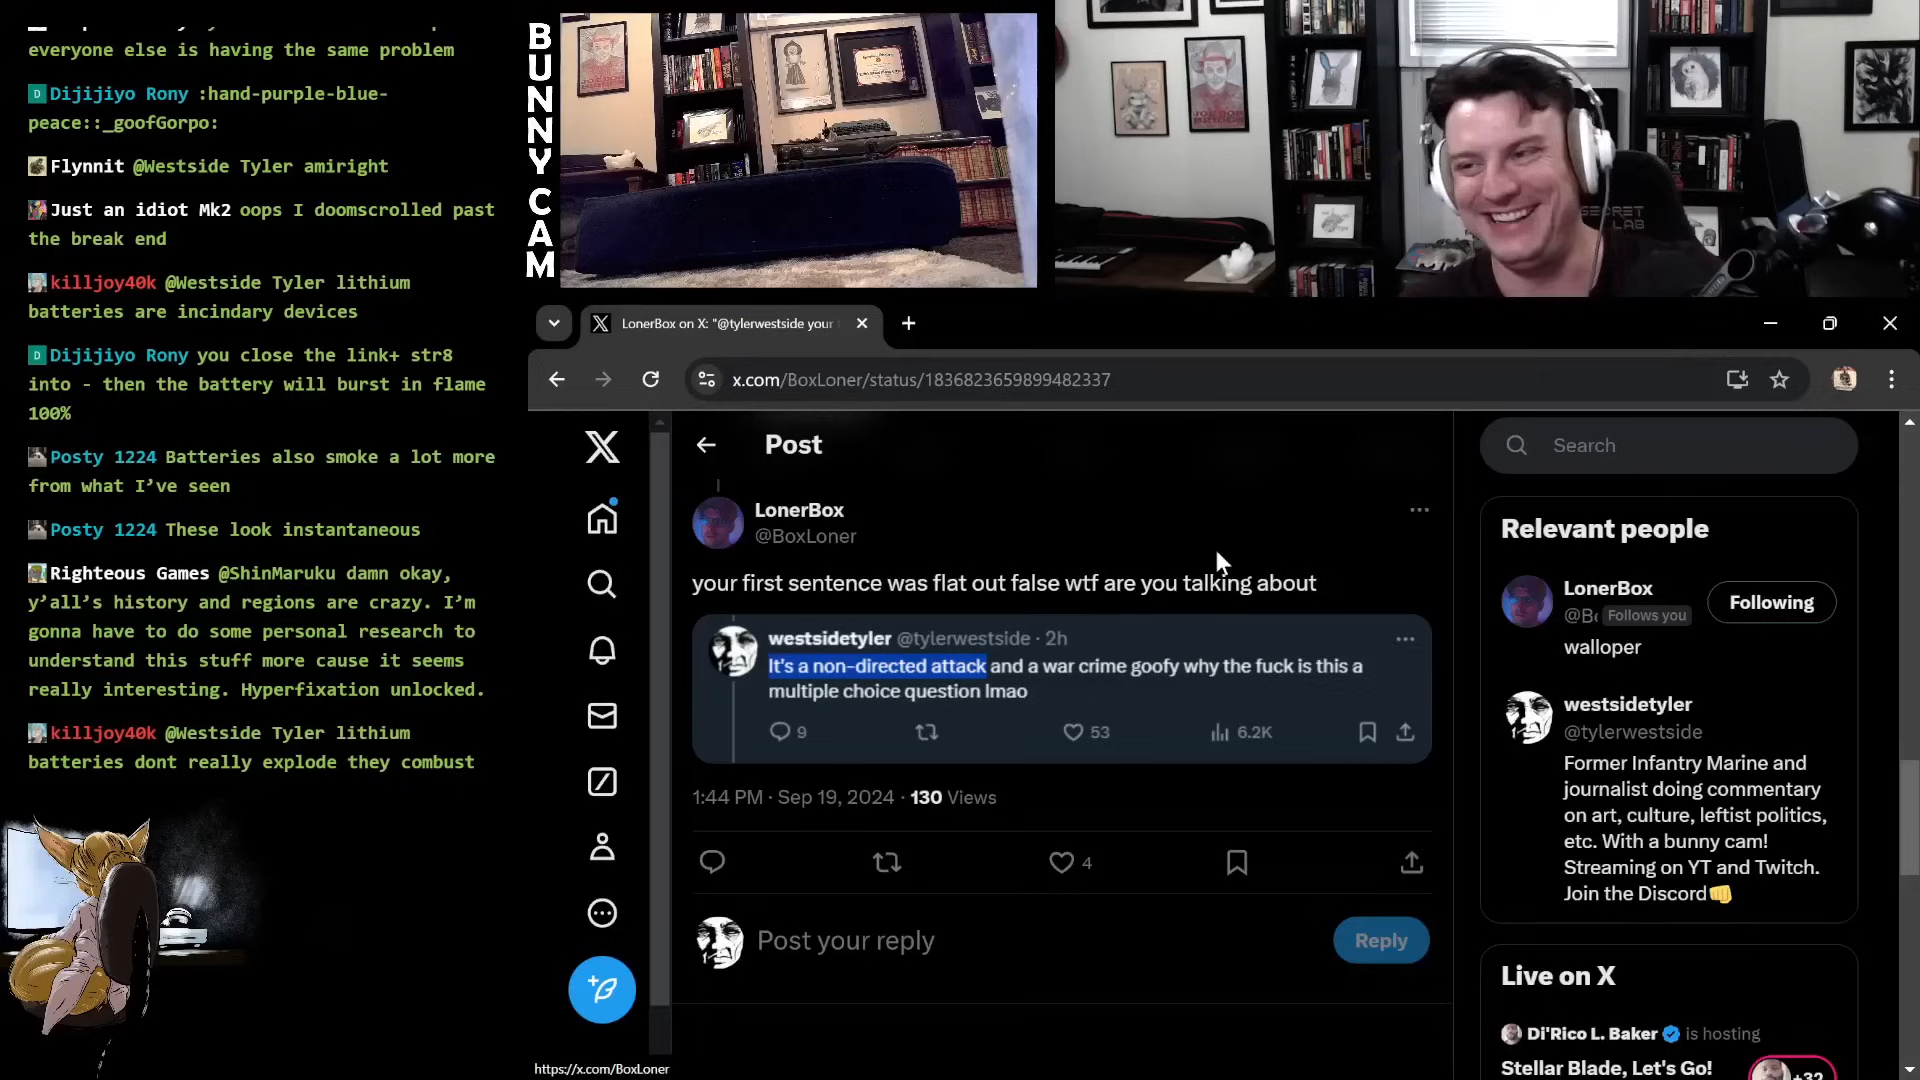 everyone else is having the same problem
Dijijiyo Rony :hand-purple-blue-
peace::_goofGorpo:
Flynnit @Westside Tyler amiright
Just an idiot Mk2 oops I doomscrolled past
the break end
killjoy40k @Westside Tyler lithium
batteries are incindary devices
Dijijiyo Rony you close the link+ str8
into - then the battery will burst in flame
100%
Posty 1224 Batteries also smoke a lot more
from what I've seen
Posty 1224 These look instantaneous
Righteous Games @ShinMaruku damn okay,
y'all's history and regions are crazy. I'm
gonna have to do some personal research to
understand this stuff more cause it seems
really interesting. Hyperfixation unlocked.
killjoy40k @Westside Tyler lithium
batteries dont really explode they combust
BUNNY CAM
SECRET
LAB
LonerBox on X: "@tylerwestside your
x.com/BoxLoner/status/1836823659899482337
Post
LonerBox
@BoxLoner
your first sentence was flat out false wtf are you talking about
westsidetyler @tylerwestside · 2h
It's a non-directed attack and a war crime goofy why the fuck is this a
multiple choice question lmao
9 53 6.2K
1:44 PM · Sep 19, 2024 · 130 Views
4
Post your reply
Reply
Search
Relevant people
LonerBox
@Bo Follows you
Following
walloper
westsidetyler
@tylerwestside
Former Infantry Marine and
journalist doing commentary
on art, culture, leftist politics,
etc. With a bunny cam!
Streaming on YT and Twitch.
Join the Discord👊
Live on X
Di'Rico L. Baker is hosting
Stellar Blade, Let's Go!
+32
https://x.com/BoxLoner